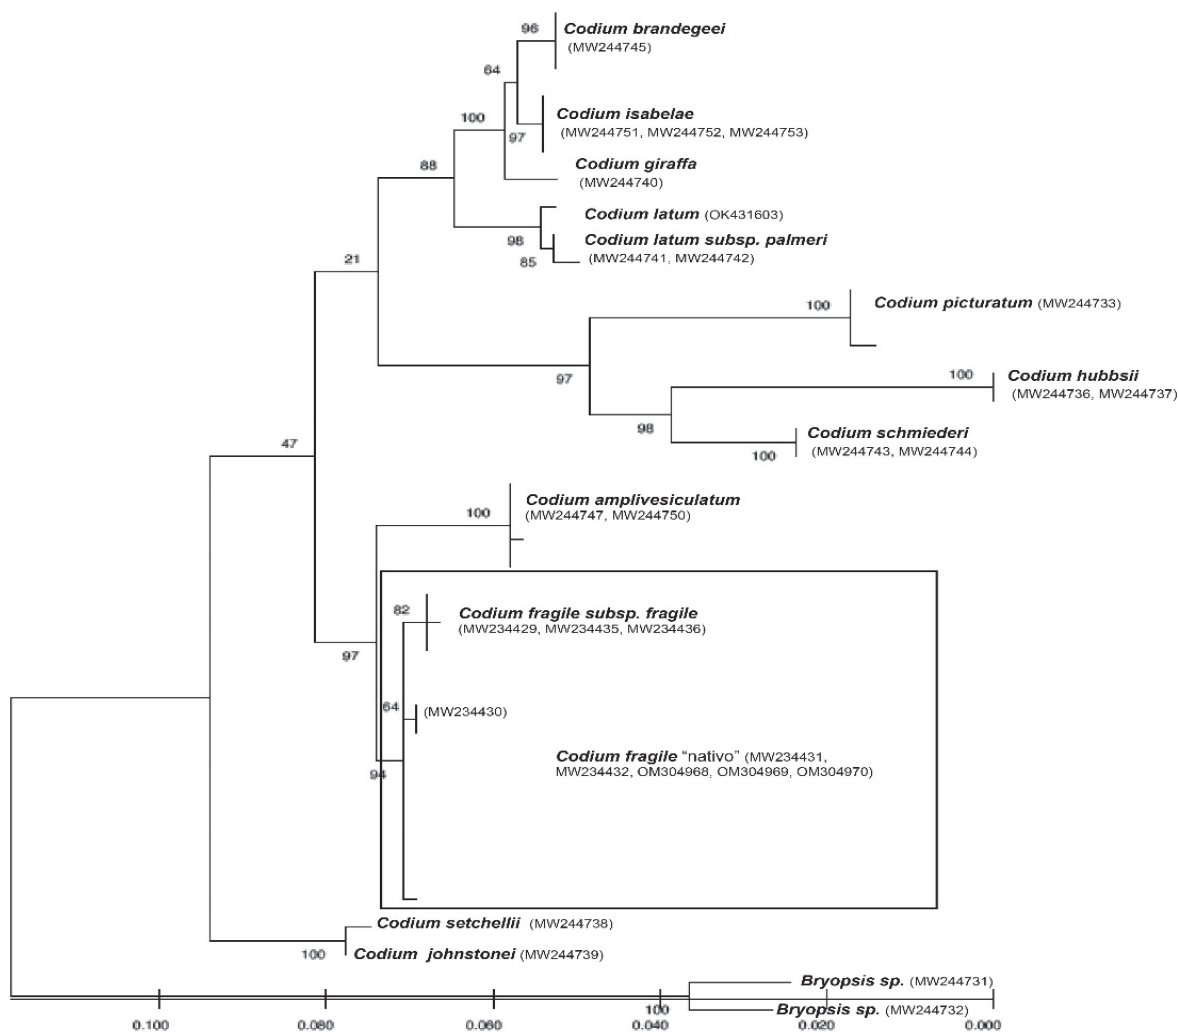 96
Codium brandegeei
(MW244745)
64
100
Codium isabelae
(MW244751, MW244752, MW244753)
97
Codium giraffa
(MW244740)
88
Codium latum (OK431603)
98
Codium latum subsp. palmeri
(MW244741, MW244742)
85
21
100
Codium picturatum (MW244733)
97
100
Codium hubbsii
(MW244736, MW244737)
98
Codium schmiederi
(MW244743, MW244744)
100
47
100
Codium amplivesiculatum
(MW244747, MW244750)
82
Codium fragile subsp. fragile
(MW234429, MW234435, MW234436)
97
64
(MW234430)
Codium fragile “nativo” (MW234431,
MW234432, OM304968, OM304969, OM304970)
94
Codium setchellii (MW244738)
100
Codium johnstonei (MW244739)
Bryopsis sp. (MW244731)
100
Bryopsis sp. (MW244732)
0.100 0.080 0.060 0.040 0.020 0.000